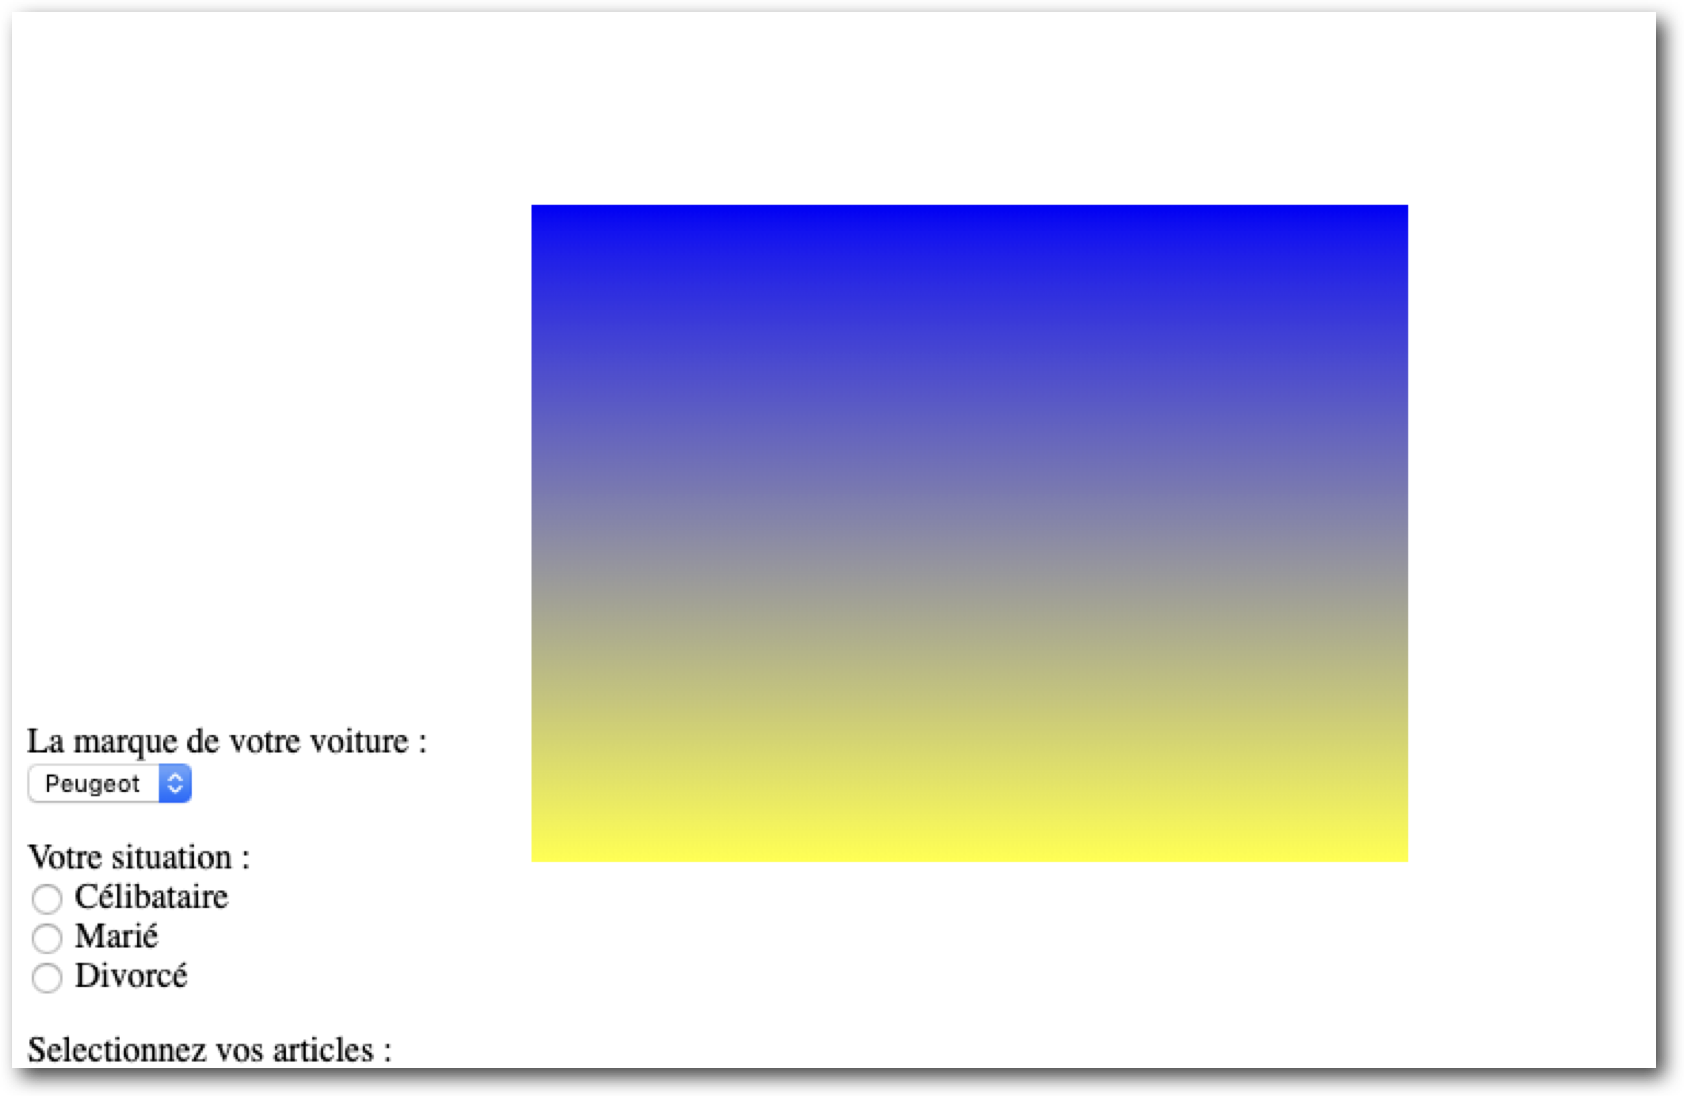 La marque de votre voiture :
Peugeot
Votre situation :
Célibataire
Marié
Divorcé
Selectionnez vos articles :